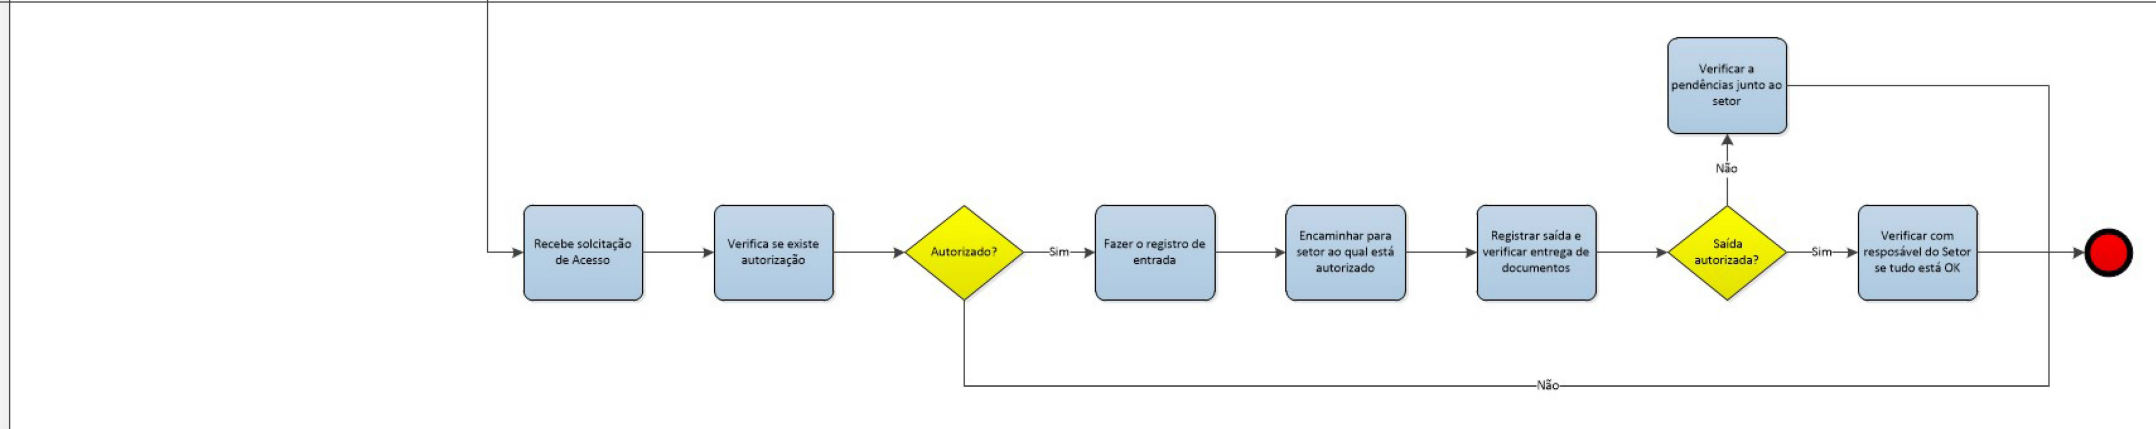 Verificar a
pendências junto ao
setor
Não
Recebe solcitação
de Acesso
Verifica se existe
autorização
Autorizado?
Sim
Fazer o registro de
entrada
Encaminhar para
setor ao qual está
autorizado
Registrar saída e
verificar entrega de
documentos
Saída
autorizada?
Sim
Verificar com
resposável do Setor
se tudo está OK
Não